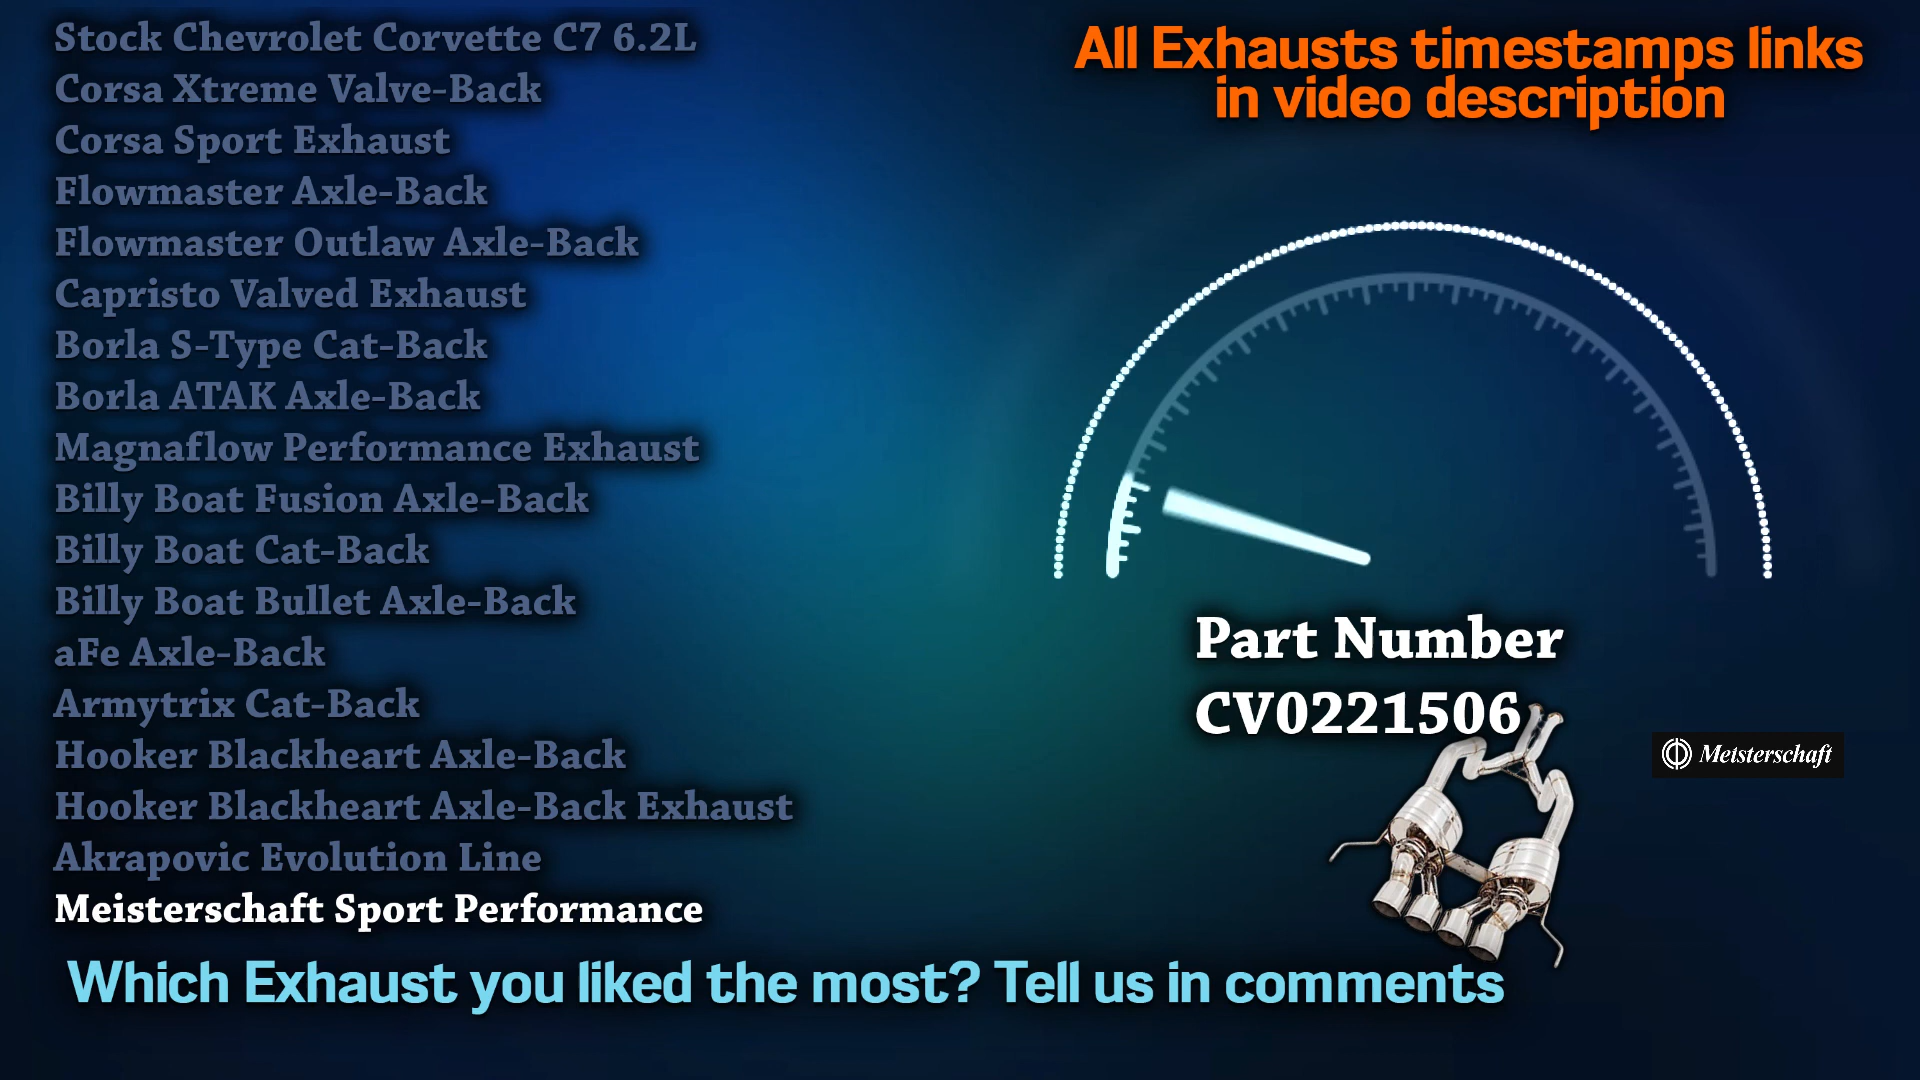 Stock Chevrolet Corvette C7 6.2L
Corsa Xtreme Valve-Back
Corsa Sport Exhaust
Flowmaster Axle-Back
Flowmaster Outlaw Axle-Back
Capristo Valved Exhaust
Borla S-Type Cat-Back
Borla ATAK Axle-Back
Magnaflow Performance Exhaust
Billy Boat Fusion Axle-Back
Billy Boat Cat-Back
Billy Boat Bullet Axle-Back
aFe Axle-Back
Armytrix Cat-Back
Hooker Blackheart Axle-Back
Hooker Blackheart Axle-Back Exhaust
Akrapovic Evolution Line
Meisterschaft Sport Performance
All Exhausts timestamps links
in video description
Part Number
CV0221506
Meisterschaft
Which Exhaust you liked the most? Tell us in comments